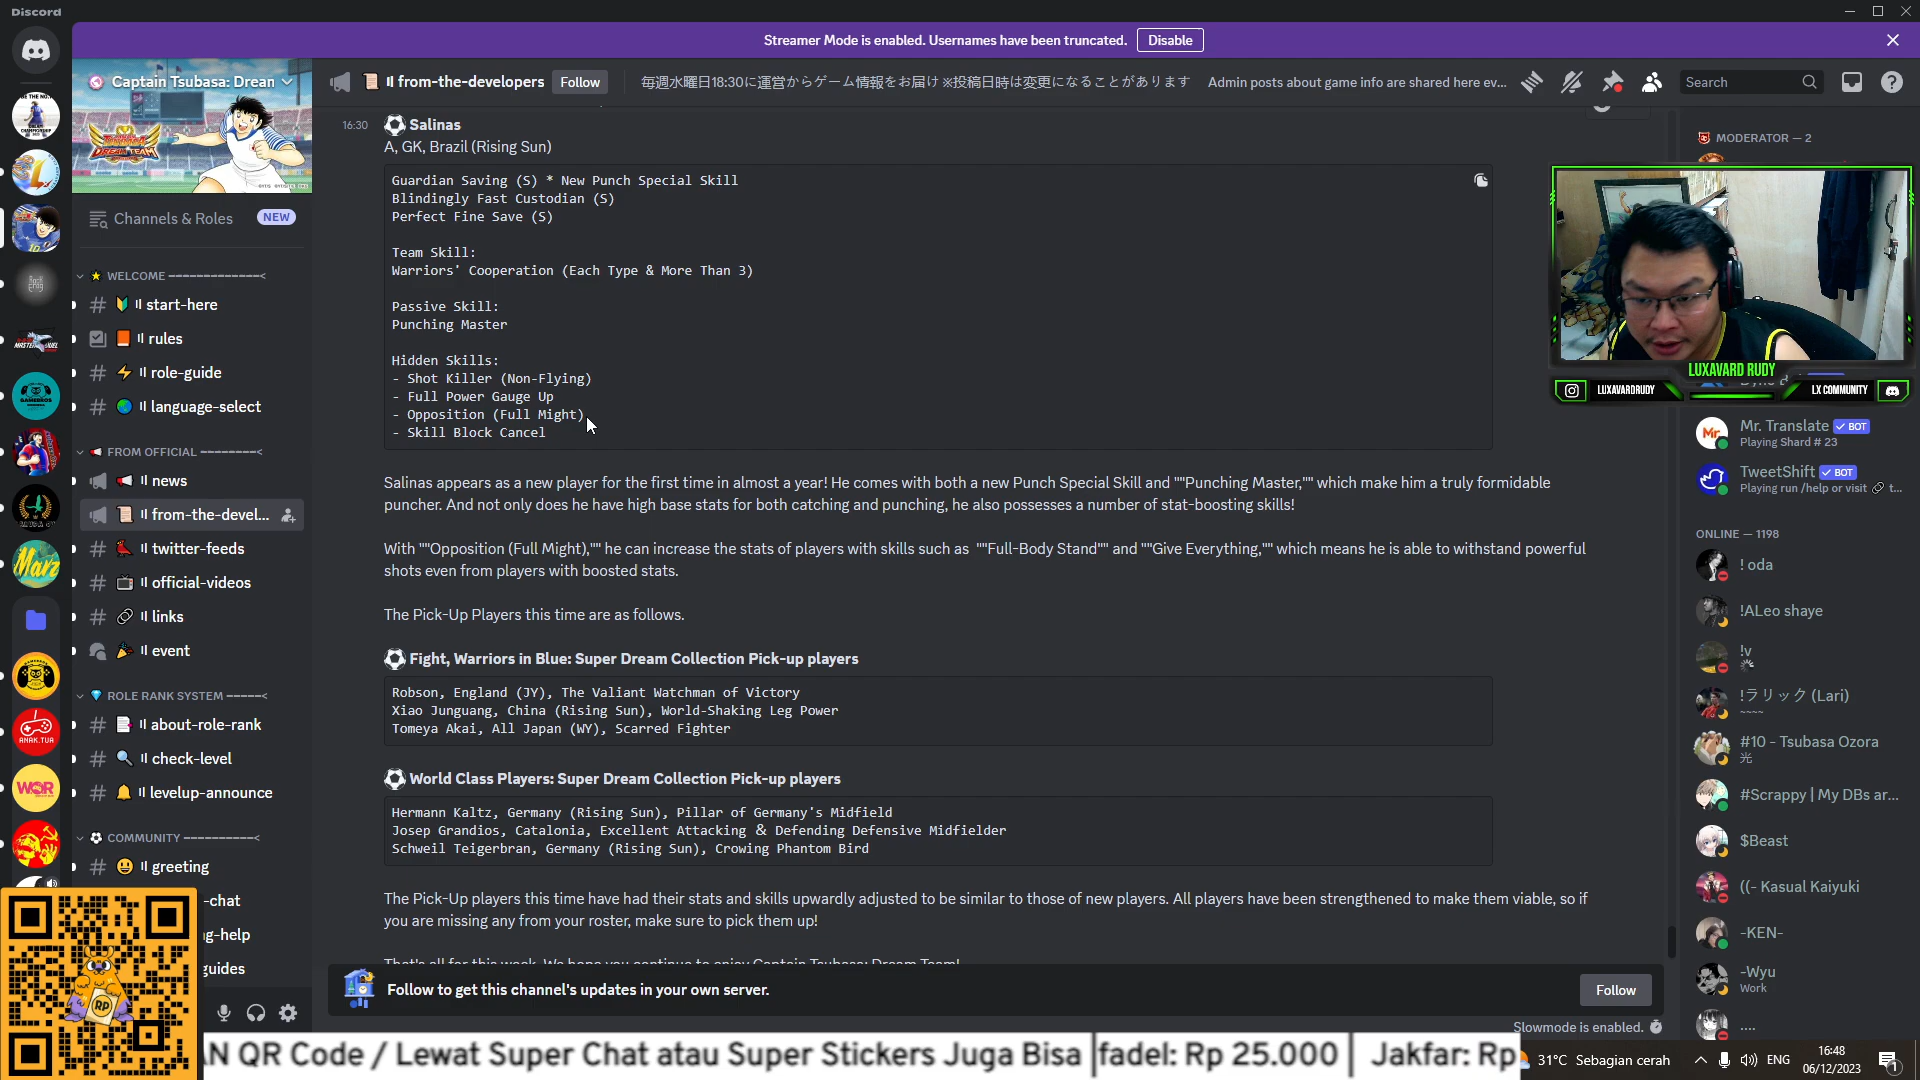 Discord
Streamer Mode is enabled. Usernames have been truncated.
Disable
Captain Tsubasa: Drean
from-the-developers
Follow
毎週水曜日18:30に運営からゲーム情報をお届け ※投稿日時は変更になることがあります
Admin posts about game info are shared here ev...
Search
Channels & Roles
NEW
WELCOME -------------<
start-here
rules
role-guide
language-select
FROM OFFICIAL ---------<
news
from-the-devel...
twitter-feeds
official-videos
links
event
ROLE RANK SYSTEM -----<
about-role-rank
check-level
levelup-announce
COMMUNITY ----------<
greeting
-chat
g-help
guides
16:30
Salinas
A, GK, Brazil (Rising Sun)
Guardian Saving (S) * New Punch Special Skill
Blindingly Fast Custodian (S)
Perfect Fine Save (S)
Team Skill:
Warriors' Cooperation (Each Type & More Than 3)
Passive Skill:
Punching Master
Hidden Skills:
- Shot Killer (Non-Flying)
- Full Power Gauge Up
- Opposition (Full Might)
- Skill Block Cancel
Salinas appears as a new player for the first time in almost a year! He comes with both a new Punch Special Skill and ""Punching Master,"" which make him a truly formidable
puncher. And not only does he have high base stats for both catching and punching, he also possesses a number of stat-boosting skills!
With ""Opposition (Full Might),"" he can increase the stats of players with skills such as ""Full-Body Stand"" and ""Give Everything,"" which means he is able to withstand powerful
shots even from players with boosted stats.
The Pick-Up Players this time are as follows.
Fight, Warriors in Blue: Super Dream Collection Pick-up players
Robson, England (JY), The Valiant Watchman of Victory
Xiao Junguang, China (Rising Sun), World-Shaking Leg Power
Tomeya Akai, All Japan (WY), Scarred Fighter
World Class Players: Super Dream Collection Pick-up players
Hermann Kaltz, Germany (Rising Sun), Pillar of Germany's Midfield
Josep Grandios, Catalonia, Excellent Attacking & Defending Defensive Midfielder
Schweil Teigerbran, Germany (Rising Sun), Crowing Phantom Bird
The Pick-Up players this time have had their stats and skills upwardly adjusted to be similar to those of new players. All players have been strengthened to make them viable, so if
you are missing any from your roster, make sure to pick them up!
That's all for this week. We hope you continue to enjoy Captain Tsubasa: Dream Team!
Follow to get this channel's updates in your own server.
Follow
Slowmode is enabled.
MODERATOR — 2
LUXAVARD RUDY
LUXAVARDRUDY
LX COMMUNITY
Mr. Translate
BOT
Playing Shard # 23
TweetShift
BOT
Playing run /help or visit
t...
ONLINE — 1198
! oda
!ALeo shaye
!v
!ラリック (Lari)
~~~~
#10 - Tsubasa Ozora
光
#Scrappy | My DBs ar...
$Beast
((- Kasual Kaiyuki
-KEN-
-Wyu
Work
....
RP
N QR Code / Lewat Super Chat atau Super Stickers Juga Bisa |fadel: Rp 25.000 | Jakfar: Rp
31°C Sebagian cerah
ENG
16:48
06/12/2023
1